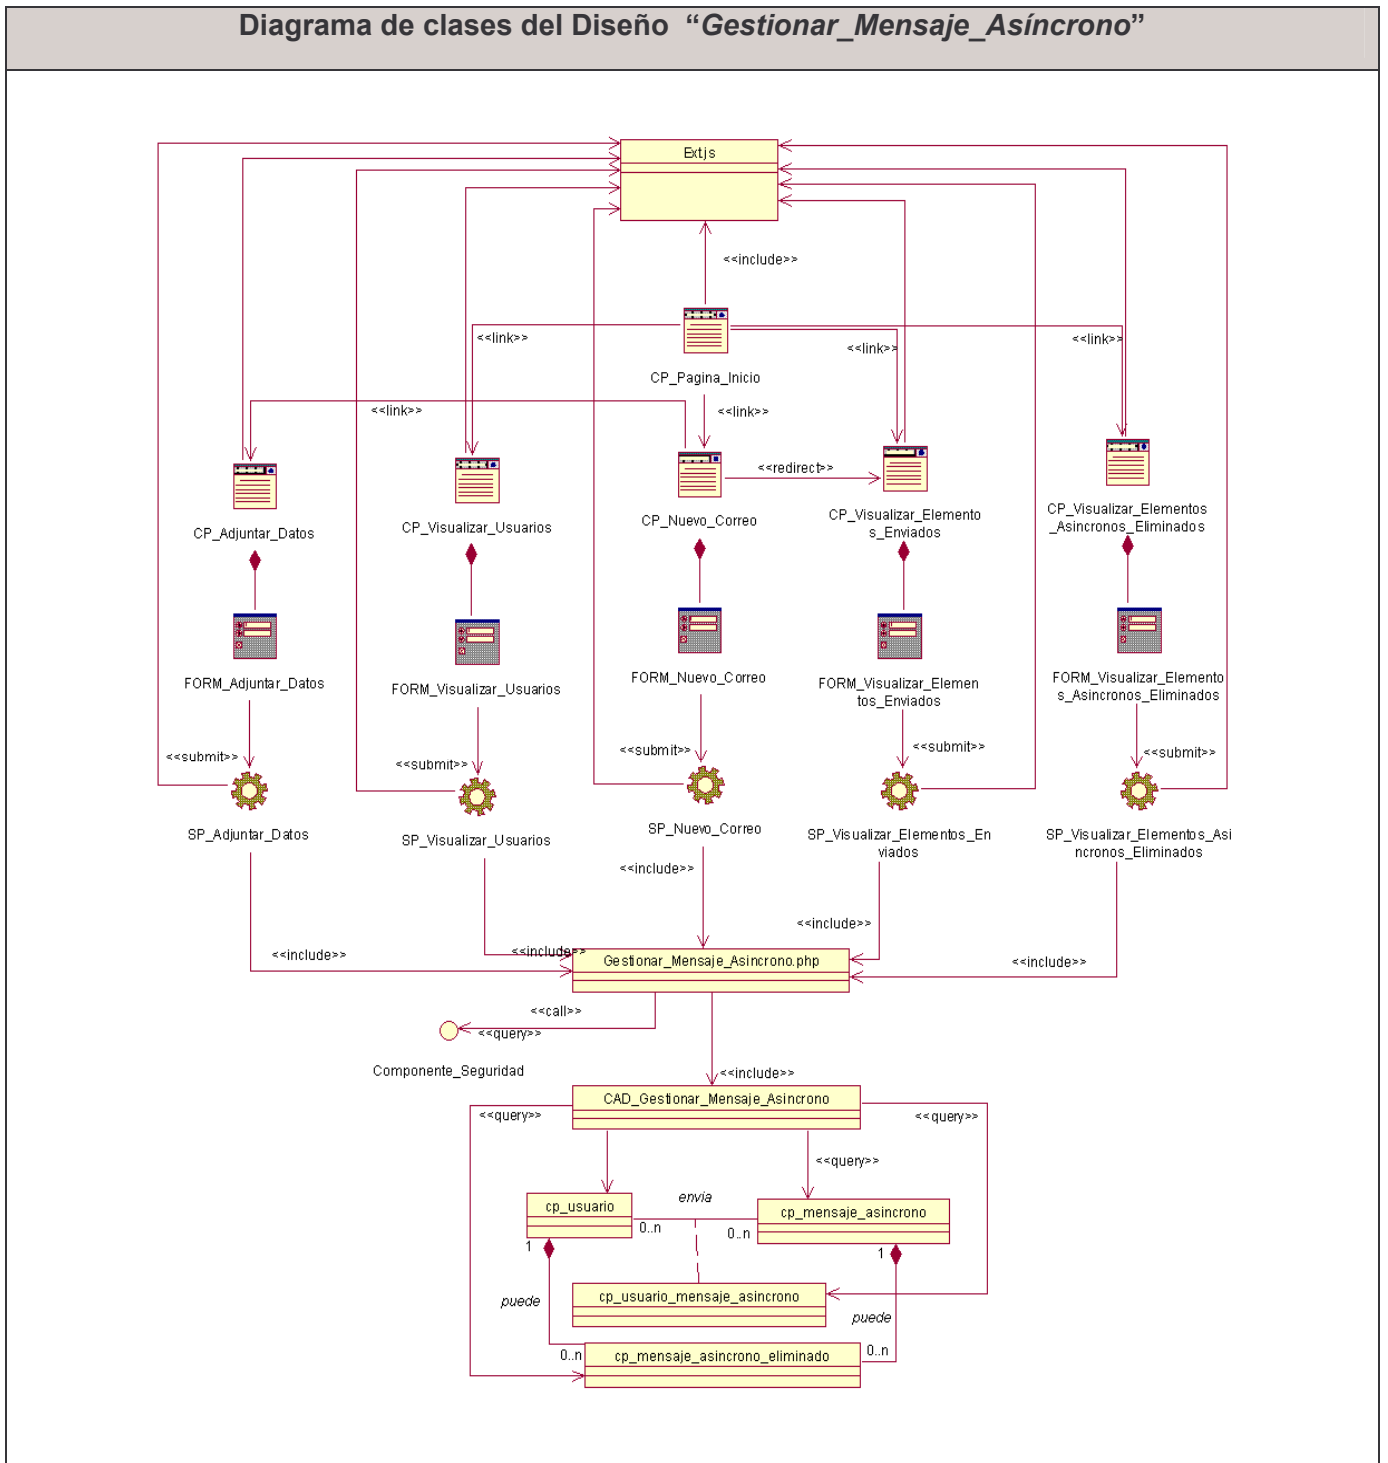 Diagrama de clases del Diseño “Gestionar_Mensaje_Asíncrono”
Extjs
<<include>>
<<link>>
<<link>>
<<link>>
CP_Pagina_Inicio
<<link>>
<<link>>
<<redirect>>
CP_Adjuntar_Datos
CP_Visualizar_Usuarios
CP_Nuevo_Correo
CP_Visualizar_Elemento
s_Enviados
CP_Visualizar_Elementos
_Asincronos_Eliminados
FORM_Adjuntar_Datos
FORM_Visualizar_Usuarios
FORM_Nuevo_Correo
FORM_Visualizar_Elemen
tos_Enviados
FORM_Visualizar_Elemento
s_Asincronos_Eliminados
<<submit>>
<<submit>>
<<submit>>
<<submit>>
<<submit>>
SP_Adjuntar_Datos
SP_Visualizar_Usuarios
SP_Nuevo_Correo
SP_Visualizar_Elementos_En
viados
SP_Visualizar_Elementos_Asi
ncronos_Eliminados
<<include>>
<<include>>
<<include>>
<<include>>
<<include>>
Gestionar_Mensaje_Asincrono.php
<<call>>
<<query>>
Componente_Seguridad
<<include>>
CAD_Gestionar_Mensaje_Asincrono
<<query>>
<<query>>
<<query>>
cp_usuario
envia
cp_mensaje_asincrono
0..n
0..n
1
1
cp_usuario_mensaje_asincrono
puede
puede
0..n
cp_mensaje_asincrono_eliminado
0..n